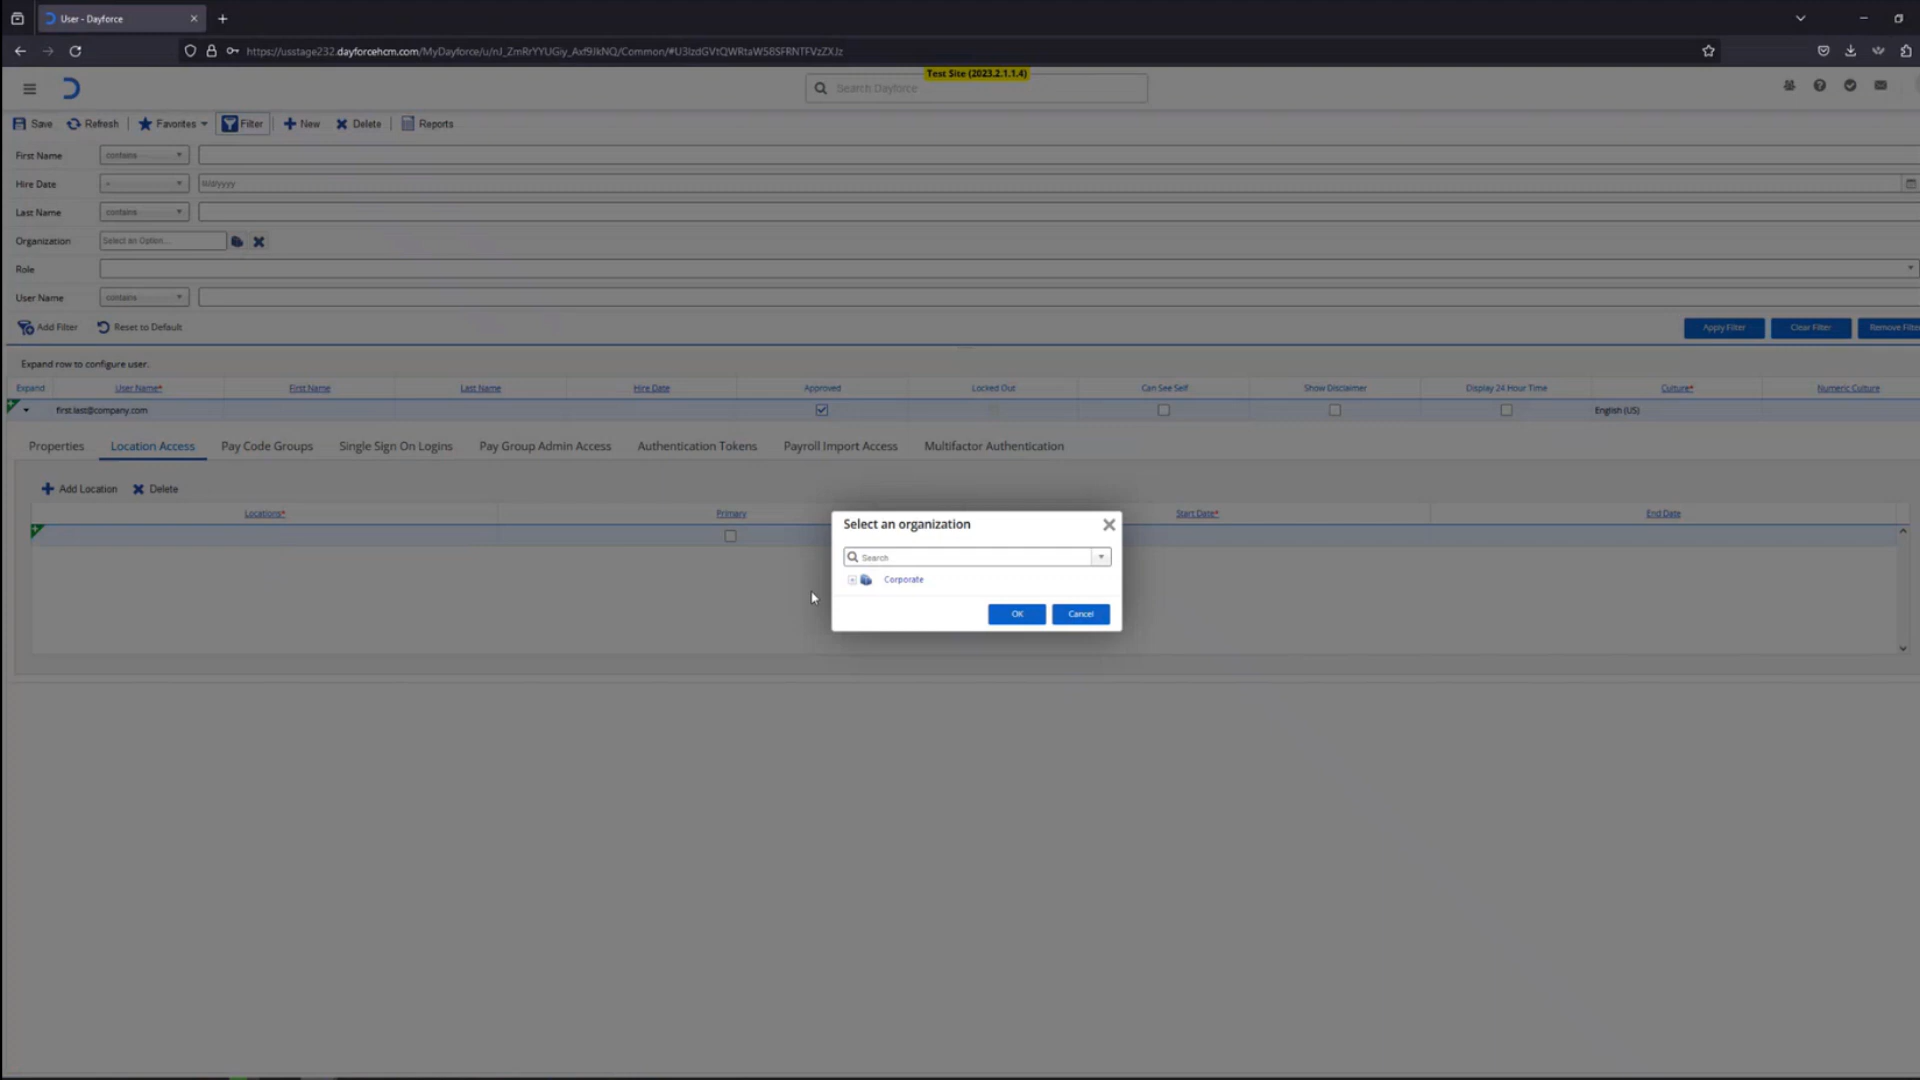 User - Dayforce
https://usstage232.dayforcehcm.com/MyDayforce/u/nJ_ZmRrYYUGiy_Axf9JkNQ/Common/#U3lzdGVtQWRtaW58SFRNTFVzZXJz
Test Site (2023.2.1.1.4)
Search Dayforce
Save Refresh Favorites Filter New Delete Reports
First Name contains
Hire Date =
Last Name contains
Organization Select an Option...
Role
User Name contains
Add Filter Reset to Default Apply Filter Clear Filter Remove Filte
Expand row to configure user.
Expand User Name* First Name Last Name Hire Date Approved Locked Out Can See Self Show Disclaimer Display 24 Hour Time Culture* Numeric Culture
first.last@company.com English (US)
Properties Location Access Pay Code Groups Single Sign On Logins Pay Group Admin Access Authentication Tokens Payroll Import Access Multifactor Authentication
Add Location Delete
Locations* Primary Start Date* End Date
Select an organization
Search
Corporate
OK Cancel